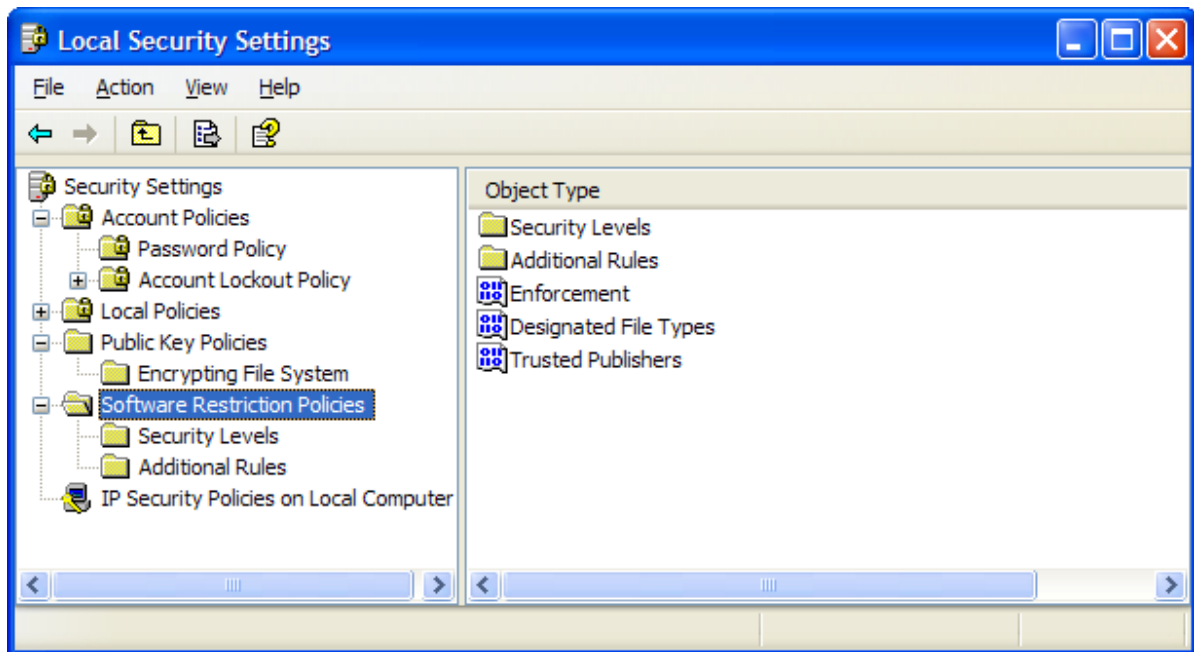 Local Security Settings
File Action View Help
Security Settings
Account Policies
Password Policy
Account Lockout Policy
Local Policies
Public Key Policies
Encrypting File System
Software Restriction Policies
Security Levels
Additional Rules
IP Security Policies on Local Computer
Object Type
Security Levels
Additional Rules
Enforcement
Designated File Types
Trusted Publishers